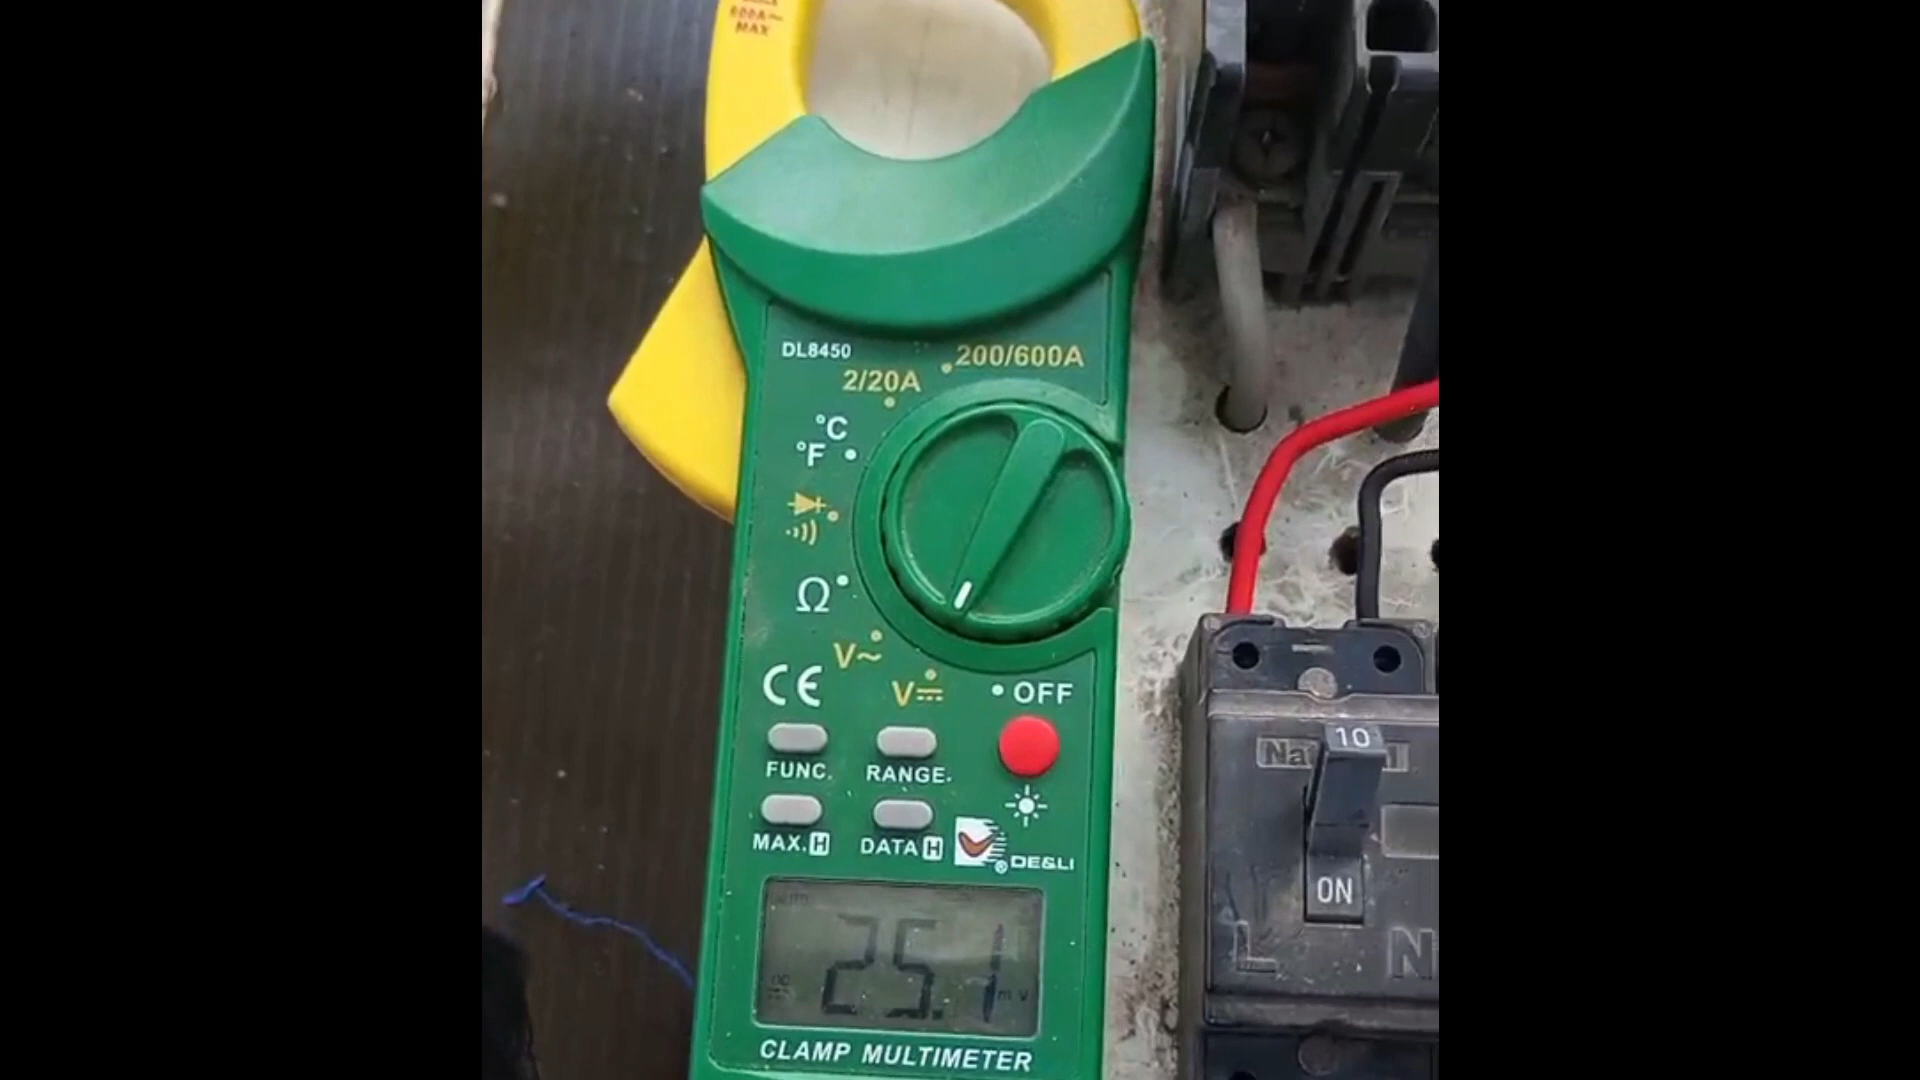 600A~
MAX
DL8450
200/600A
2/20A
°C
°F
Ω
V~
CE
V
OFF
10
FUNC.
RANGE.
MAX. H
DATA H
® DE&LI
ON
L
N
25.1
mV
CLAMP MULTIMETER